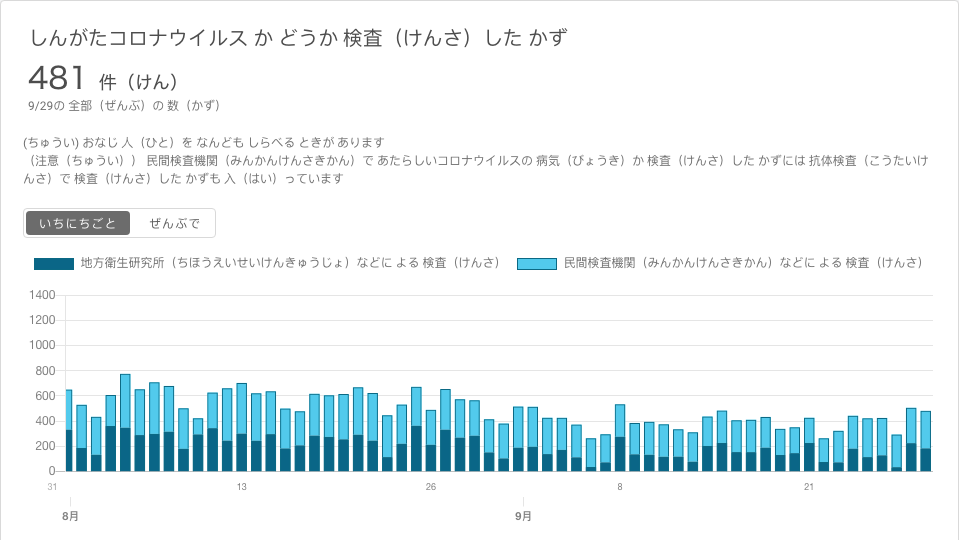 しんがたコロナウイルス か どうか 検査（けんさ）した かず
481 件（けん）
9/29の 全部（ぜんぶ）の 数（かず）
(ちゅうい) おなじ 人（ひと）を なんども しらべる ときが あります
（注意（ちゅうい）） 民間検査機関（みんかんけんさきかん）で あたらしいコロナウイルスの 病気（びょうき）か 検査（けんさ）した かずには 抗体検査（こうたいけ
んさ）で 検査（けんさ）した かずも 入（はい）っています
いちにちごと ぜんぶで
地方衛生研究所（ちほうえいせいけんきゅうじょ）などに よる 検査（けんさ） 民間検査機関（みんかんけんさきかん）などに よる 検査（けんさ）
1400
1200
1000
800
600
400
200
0
31 13 26 8 21
8月 9月